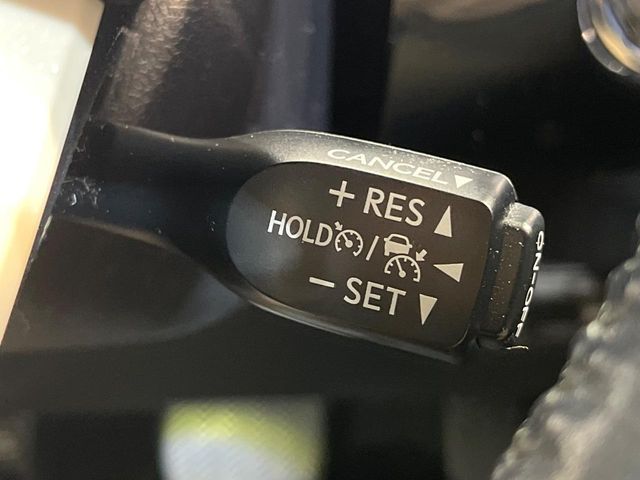 CANCEL▼
+ RES ▲
HOLD / ◀
− SET ▼
ON·OFF